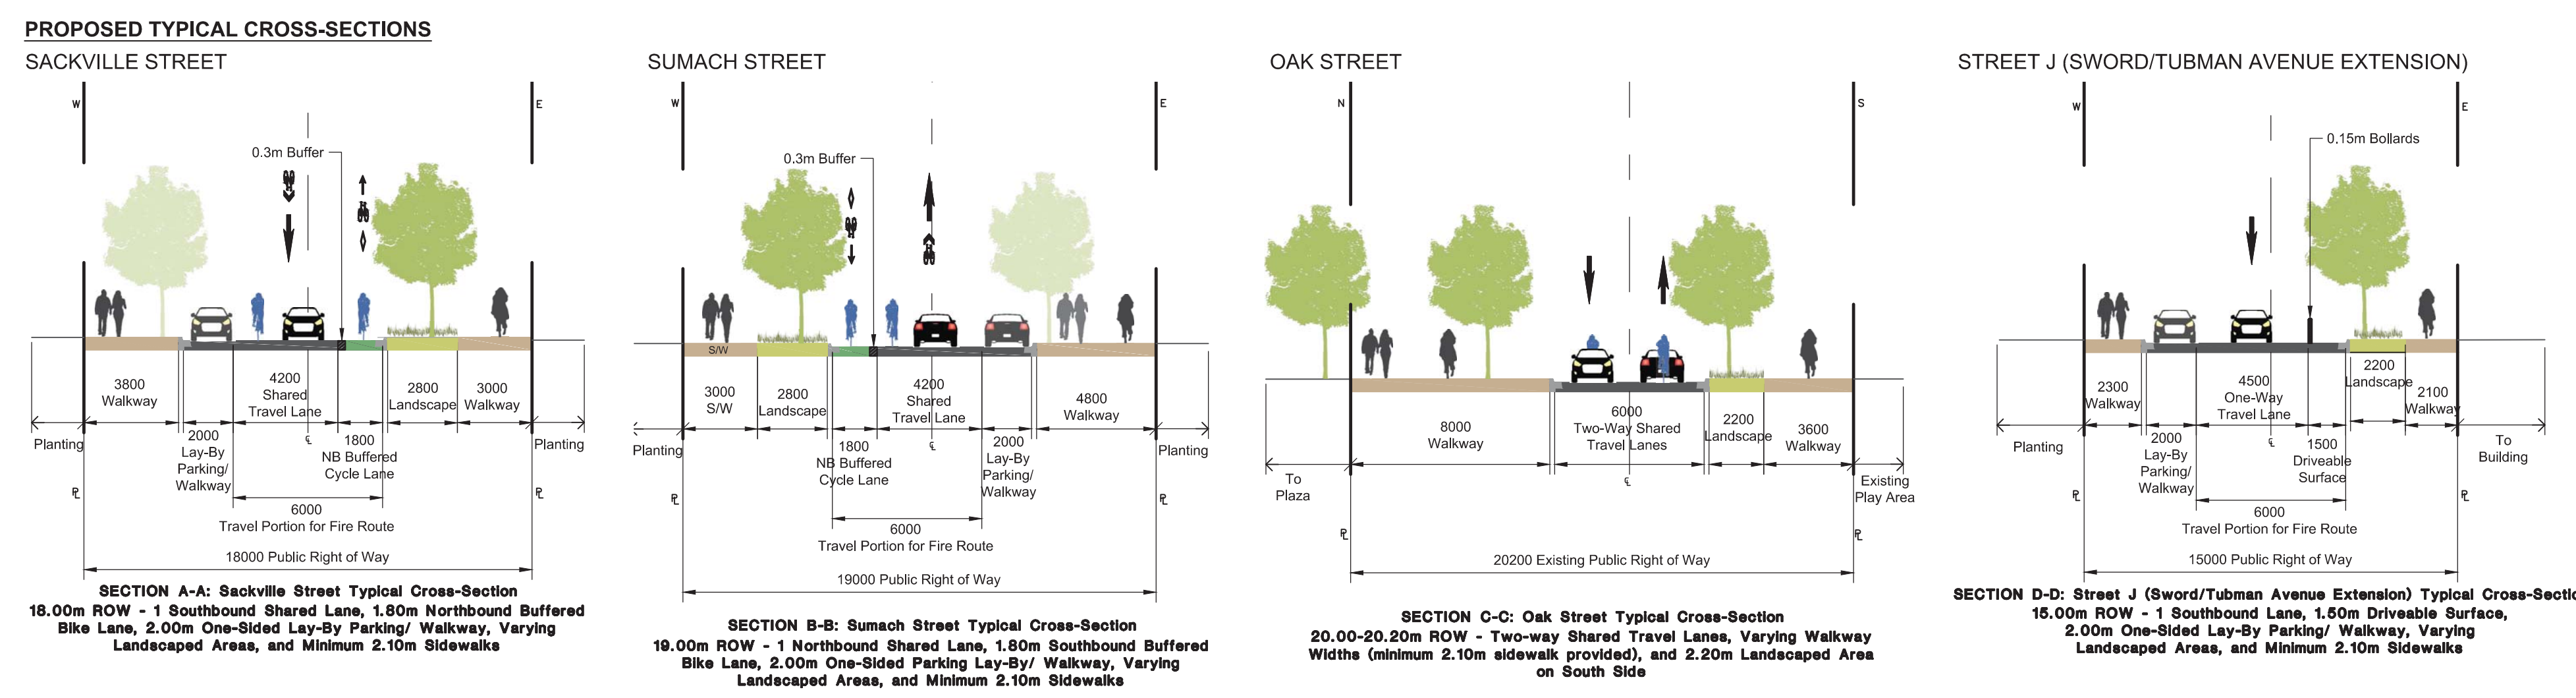 PROPOSED TYPICAL CROSS-SECTIONS
SACKVILLE STREET
W
E
0.3m Buffer
3800
Walkway
4200
Shared
Travel Lane
2800
Landscape
3000
Walkway
Planting
2000
Lay-By
Parking/
Walkway
℄
1800
NB Buffered
Cycle Lane
Planting
PL
PL
6000
Travel Portion for Fire Route
18000 Public Right of Way
SECTION A-A: Sackville Street Typical Cross-Section
18.00m ROW - 1 Southbound Shared Lane, 1.80m Northbound Buffered
Bike Lane, 2.00m One-Sided Lay-By Parking/ Walkway, Varying
Landscaped Areas, and Minimum 2.10m Sidewalks
SUMACH STREET
W
E
0.3m Buffer
S/W
3000
S/W
2800
Landscape
4200
Shared
Travel Lane
4800
Walkway
Planting
1800
NB Buffered
Cycle Lane
℄
2000
Lay-By
Parking/
Walkway
Planting
PL
PL
6000
Travel Portion for Fire Route
19000 Public Right of Way
SECTION B-B: Sumach Street Typical Cross-Section
19.00m ROW - 1 Northbound Shared Lane, 1.80m Southbound Buffered
Bike Lane, 2.00m One-Sided Parking Lay-By/ Walkway, Varying
Landscaped Areas, and Minimum 2.10m Sidewalks
OAK STREET
N
S
8000
Walkway
6000
Two-Way Shared
Travel Lanes
2200
Landscape
3600
Walkway
To
Plaza
℄
Existing
Play Area
PL
PL
20200 Existing Public Right of Way
SECTION C-C: Oak Street Typical Cross-Section
20.00-20.20m ROW - Two-way Shared Travel Lanes, Varying Walkway
Widths (minimum 2.10m sidewalk provided), and 2.20m Landscaped Area
on South Side
STREET J (SWORD/TUBMAN AVENUE EXTENSION)
W
E
0.15m Bollards
2300
Walkway
4500
One-Way
Travel Lane
2200
Landscape
2100
Walkway
Planting
2000
Lay-By
Parking/
Walkway
℄
1500
Driveable
Surface
To
Building
PL
PL
6000
Travel Portion for Fire Route
15000 Public Right of Way
SECTION D-D: Street J (Sword/Tubman Avenue Extension) Typical Cross-Sectio
15.00m ROW - 1 Southbound Lane, 1.50m Driveable Surface,
2.00m One-Sided Lay-By Parking/ Walkway, Varying
Landscaped Areas, and Minimum 2.10m Sidewalks